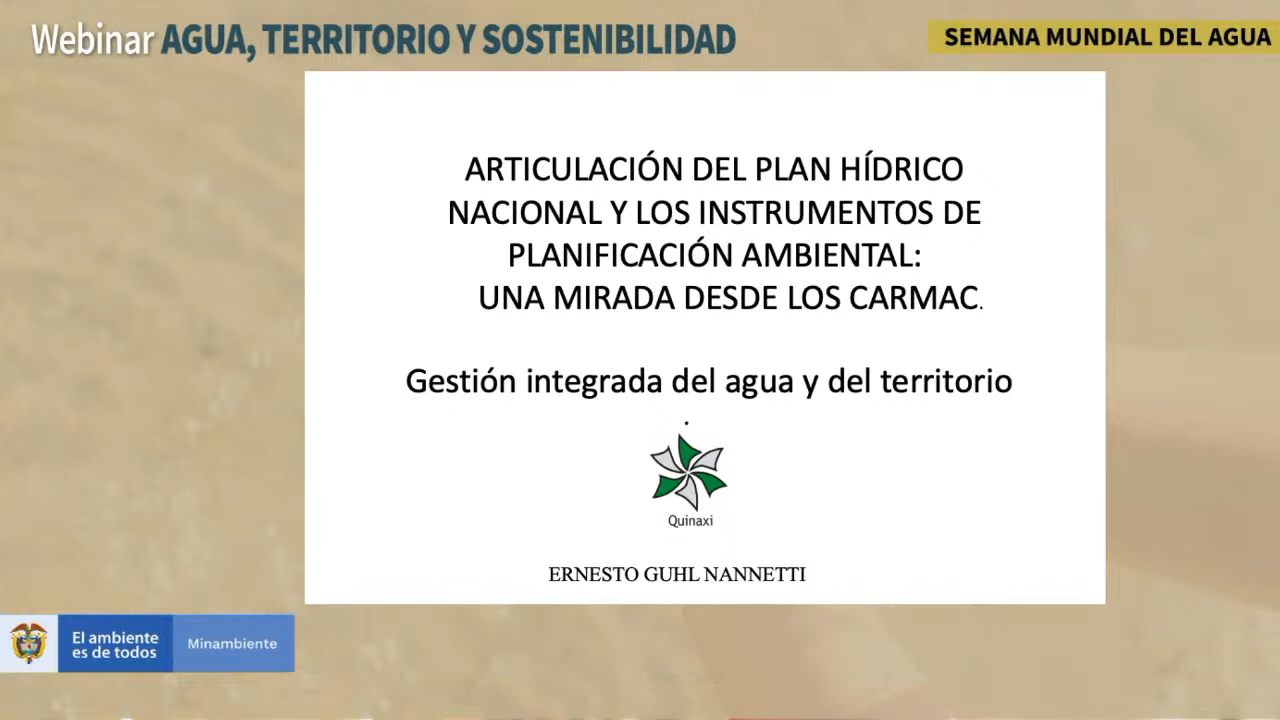 Webinar AGUA, TERRITORIO Y SOSTENIBILIDAD
SEMANA MUNDIAL DEL AGUA
ARTICULACIÓN DEL PLAN HÍDRICO
NACIONAL Y LOS INSTRUMENTOS DE
PLANIFICACIÓN AMBIENTAL:
UNA MIRADA DESDE LOS CARMAC.
Gestión integrada del agua y del territorio
.
Quinaxi
ERNESTO GUHL NANNETTI
El ambiente
es de todos
Minambiente